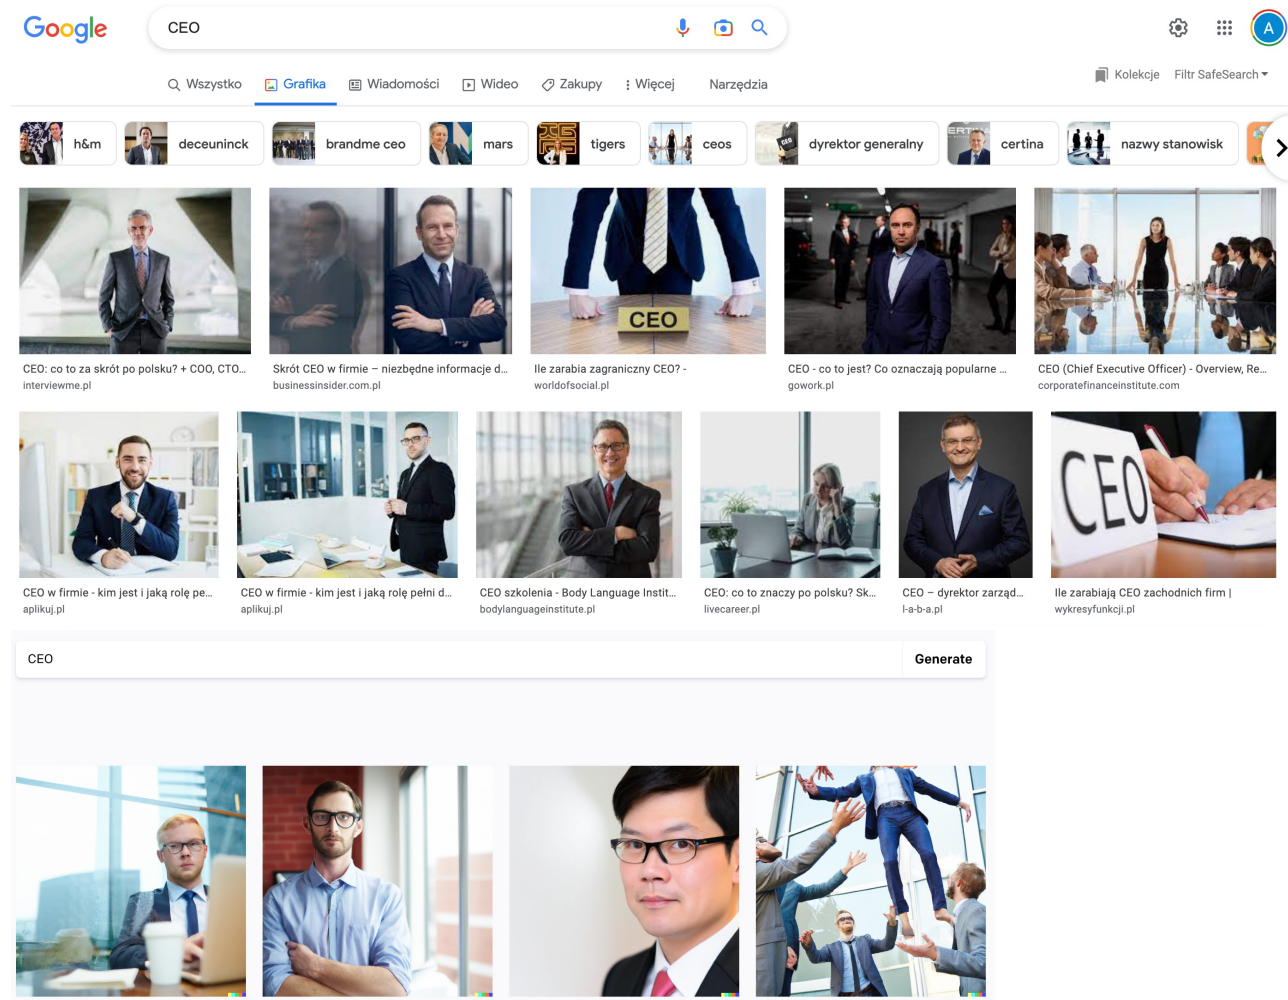 Google
CEO
A
Wszystko
Grafika
Wiadomości
Wideo
Zakupy
Więcej
Narzędzia
Kolekcje
Filtr SafeSearch
h&m
deceuninck
brandme ceo
mars
tigers
ceos
CEO
dyrektor generalny
CERTINA
certina
nazwy stanowisk
CEO
CEO: co to za skrót po polsku? + COO, CTO...
interviewme.pl
Skrót CEO w firmie – niezbędne informacje d...
businessinsider.com.pl
Ile zarabia zagraniczny CEO? -
worldofsocial.pl
CEO - co to jest? Co oznaczają popularne ...
gowork.pl
CEO (Chief Executive Officer) - Overview, Re...
corporatefinanceinstitute.com
CEO
CEO w firmie - kim jest i jaką rolę pe...
aplikuj.pl
CEO w firmie - kim jest i jaką rolę pełni d...
aplikuj.pl
CEO szkolenia - Body Language Instit...
bodylanguageinstitute.pl
CEO: co to znaczy po polsku? Sk...
livecareer.pl
CEO – dyrektor zarząd...
l-a-b-a.pl
Ile zarabiają CEO zachodnich firm |
wykresyfunkcji.pl
CEO
Generate